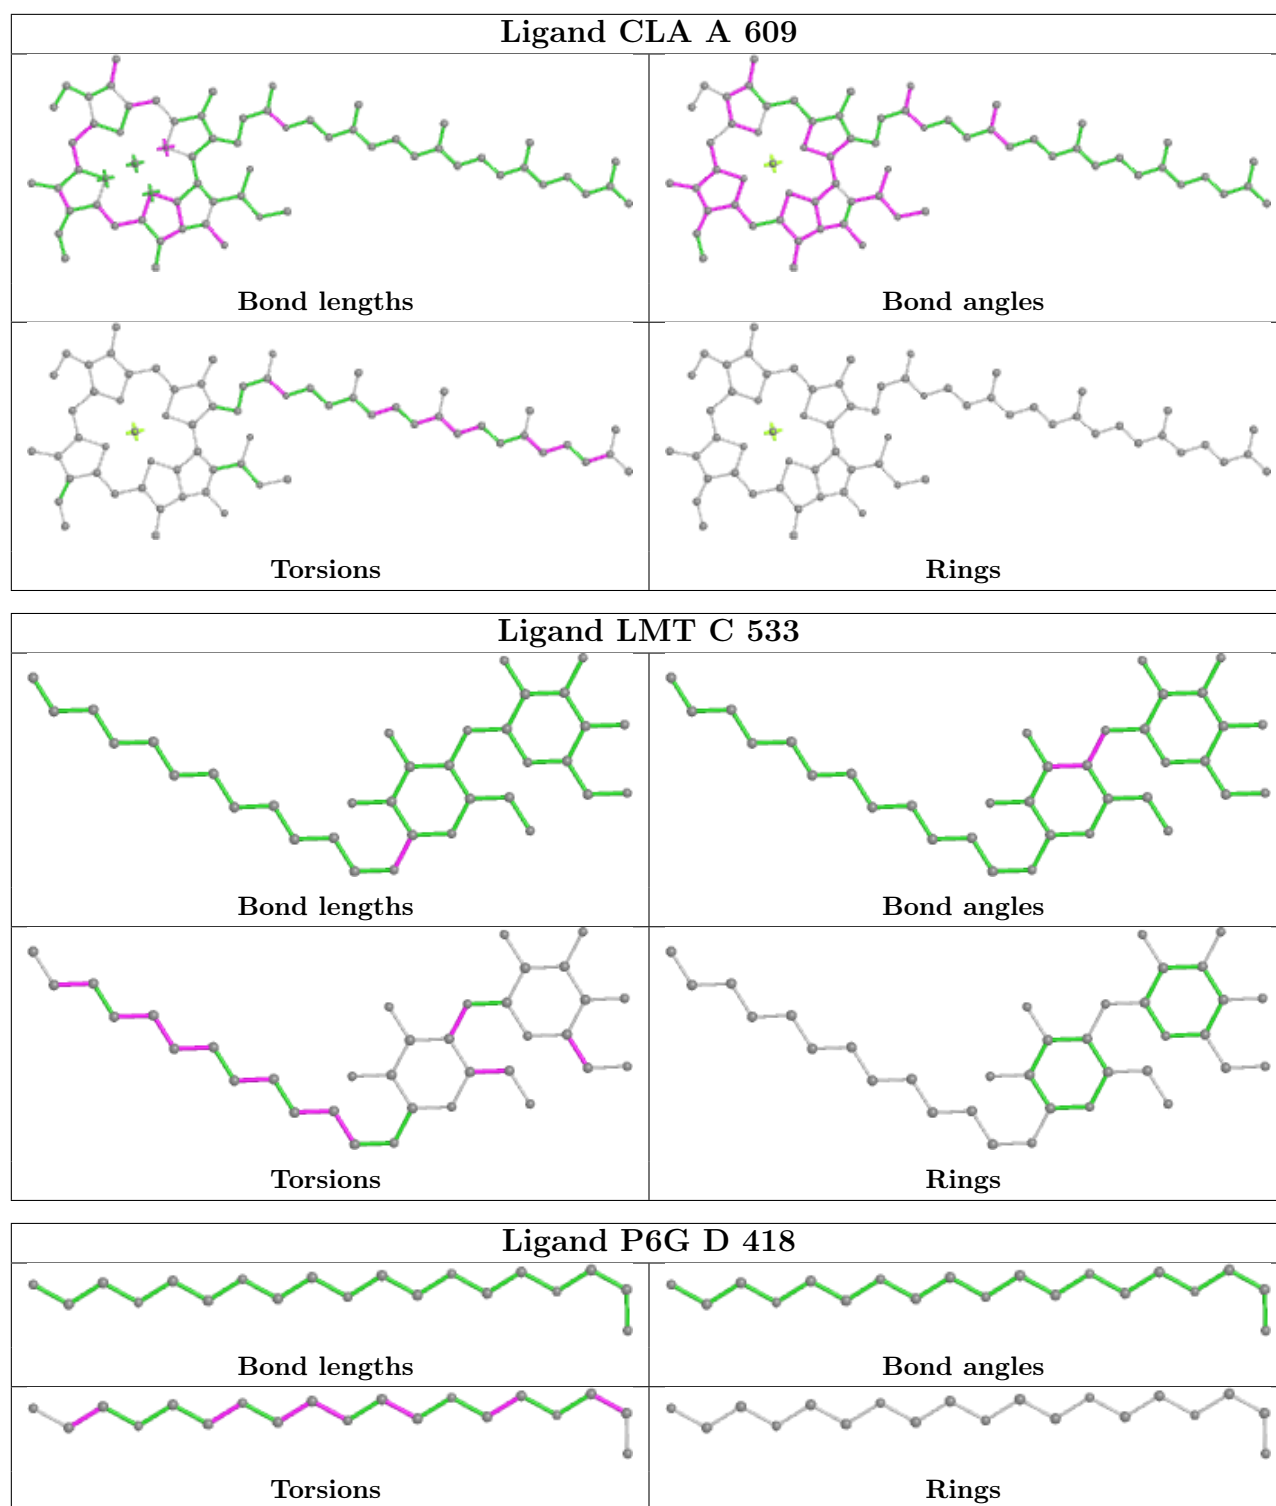 Ligand CLA A 609
Bond lengths
Bond angles
Torsions
Rings
Ligand LMT C 533
Bond lengths
Bond angles
Torsions
Rings
Ligand P6G D 418
Bond lengths
Bond angles
Torsions
Rings